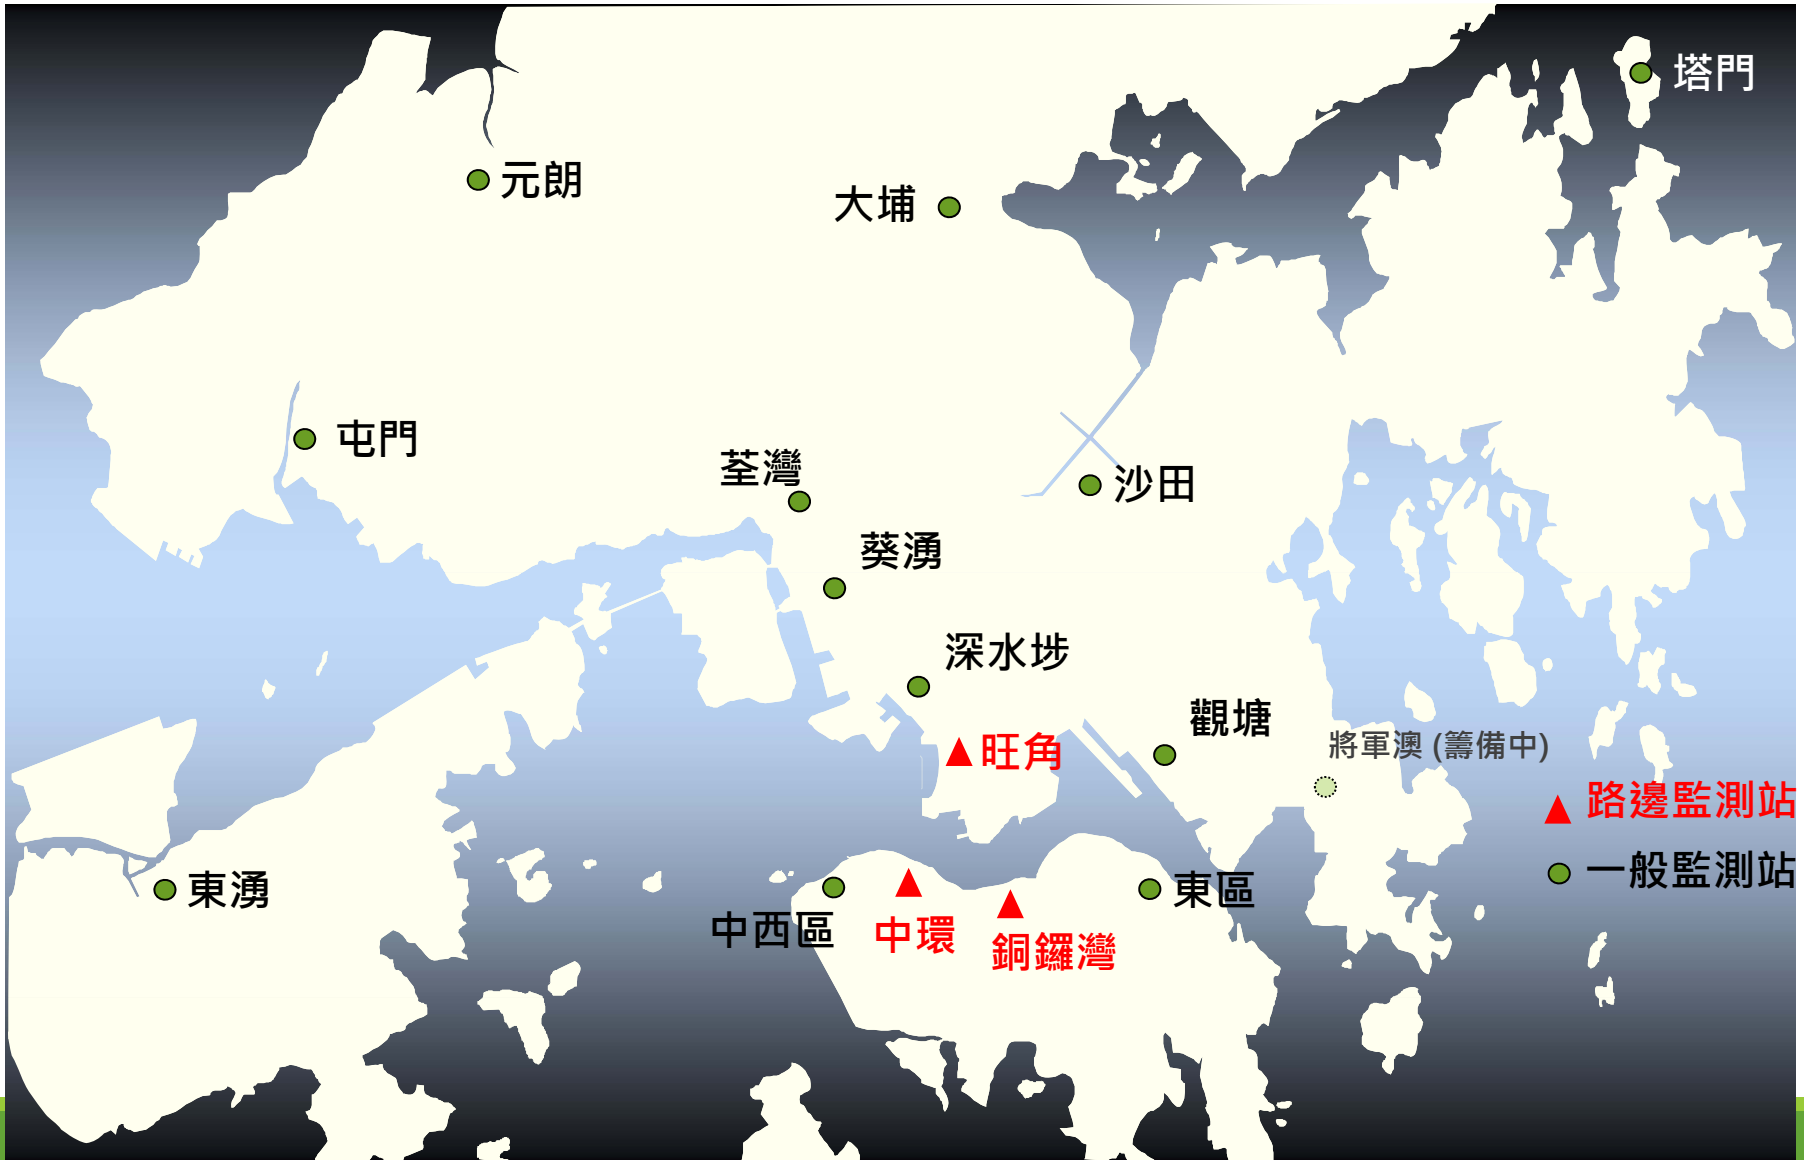 塔門
元朗
大埔
屯門
荃灣
沙田
葵涌
深水埗
觀塘
旺角
將軍澳 (籌備中)
路邊監測站
一般監測站
東涌
東區
中西區
中環
銅鑼灣